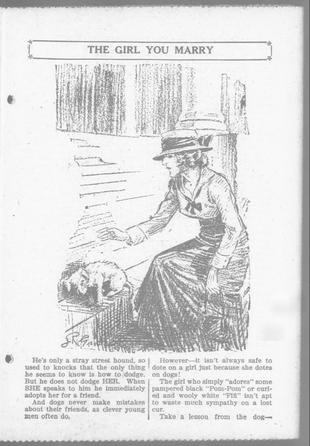 THE GIRL YOU MARRY
He's only a stray street hound, so
used to knocks that the only thing
he seems to know is how to dodge.
But he does not dodge HER. When
SHE speaks to him he immediately
adopts her for a friend.
And dogs never make mistakes
about their friends, as clever young
men often do.
However—it isn't always safe to
dote on a girl just because she dotes
on dogs!
The girl who simply "adores" some
pampered black "Pom-Pom" or curl-
ed and wooly white "Fifi" isn't apt
to waste much sympathy on a lost
cur.
Take a lesson from the dog—